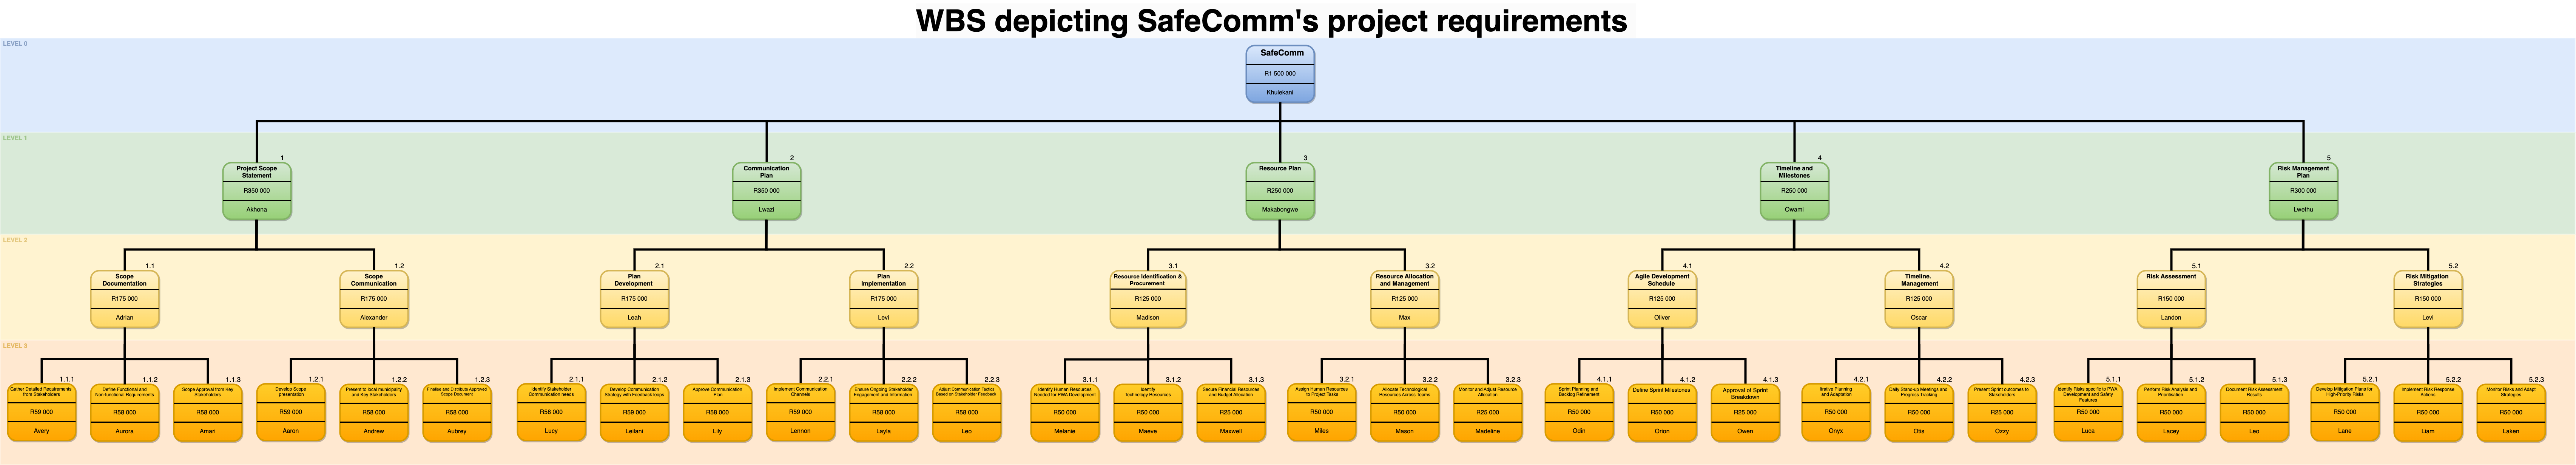 WBS depicting SafeComm's project requirements
LEVEL 0
SafeComm
R1 500 000
Khulekani
LEVEL 1
1
Project Scope
Statement
R350 000
Akhona
2
Communication
Plan
R350 000
Lwazi
3
Resource Plan
R250 000
Makabongwe
4
Timeline and
Milestones
R250 000
Owami
5
Risk Management
Plan
R300 000
Lwethu
LEVEL 2
1.1
Scope
Documentation
R175 000
Adrian
1.2
Scope
Communication
R175 000
Alexander
2.1
Plan
Development
R175 000
Leah
2.2
Plan
Implementation
R175 000
Levi
3.1
Resource Identification &
Procurement
R125 000
Madison
3.2
Resource Allocation
and Management
R125 000
Max
4.1
Agile Development
Schedule
R125 000
Oliver
4.2
Timeline.
Management
R125 000
Oscar
5.1
Risk Assessment
R150 000
Landon
5.2
Risk Mitigation
Strategies
R150 000
Levi
LEVEL 3
1.1.1
Gather Detailed Requirements
from Stakeholders
R59 000
Avery
1.1.2
Define Functional and
Non-functional Requirements
R58 000
Aurora
1.1.3
Scope Approval from Key
Stakeholders
R58 000
Amari
1.2.1
Develop Scope
presentation
R59 000
Aaron
1.2.2
Present to local municipality
and Key Stakeholders
R58 000
Andrew
1.2.3
Finalise and Distribute Approved
Scope Document
R58 000
Aubrey
2.1.1
Identify Stakeholder
Communication needs
R58 000
Lucy
2.1.2
Develop Communication
Strategy with Feedback loops
R59 000
Leilani
2.1.3
Approve Communication
Plan
R58 000
Lily
2.2.1
Implement Communication
Channels
R59 000
Lennon
2.2.2
Ensure Ongoing Stakeholder
Engagement and Information
R58 000
Layla
2.2.3
Adjust Communication Tactics
Based on Stakeholder Feedback
R58 000
Leo
3.1.1
Identify Human Resources
Needed for PWA Development
R50 000
Melanie
3.1.2
Identify
Technology Resources
R50 000
Maeve
3.1.3
Secure Financial Resources
and Budget Allocation
R25 000
Maxwell
3.2.1
Assign Human Resources
to Project Tasks
R50 000
Miles
3.2.2
Allocate Technological
Resources Across Teams
R50 000
Mason
3.2.3
Monitor and Adjust Resource
Allocation
R25 000
Madeline
4.1.1
Sprint Planning and
Backlog Refinement
R50 000
Odin
4.1.2
Define Sprint Milestones
R50 000
Orion
4.1.3
Approval of Sprint
Breakdown
R25 000
Owen
4.2.1
Itrative Planning
and Adaptation
R50 000
Onyx
4.2.2
Daily Stand-up Meetings and
Progress Tracking
R50 000
Otis
4.2.3
Present Sprint outcomes to
Stakeholders
R25 000
Ozzy
5.1.1
Identify Risks specific to PWA
Development and Safety
Features
R50 000
Luca
5.1.2
Perform Risk Analysis and
Prioritisation
R50 000
Lacey
5.1.3
Document Risk Assessment
Results
R50 000
Leo
5.2.1
Develop Mitigation Plans for
High-Priority Risks
R50 000
Lane
5.2.2
Implement Risk Response
Actions
R50 000
Liam
5.2.3
Monitor Risks and Adapt
Strategies
R50 000
Laken